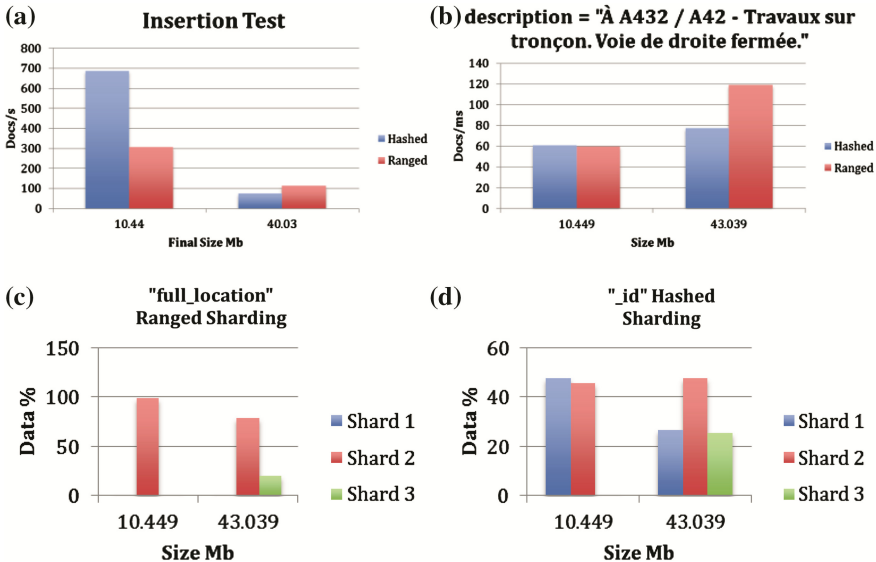 (a)
Insertion Test
800
700
600
500
400
300
200
100
0
Docs/s
10.44
40.03
Final Size Mb
Hashed
Ranged
(b)
description = "À A432 / A42 - Travaux sur
tronçon. Voie de droite fermée."
140
120
100
80
60
40
20
0
Docs/ms
10.449
43.039
Size Mb
Hashed
Ranged
(c)
"full_location"
Ranged Sharding
150
100
50
0
Data %
10.449
43.039
Size Mb
Shard 1
Shard 2
Shard 3
(d)
"_id" Hashed
Sharding
60
40
20
0
Data %
10.449
43.039
Size Mb
Shard 1
Shard 2
Shard 3